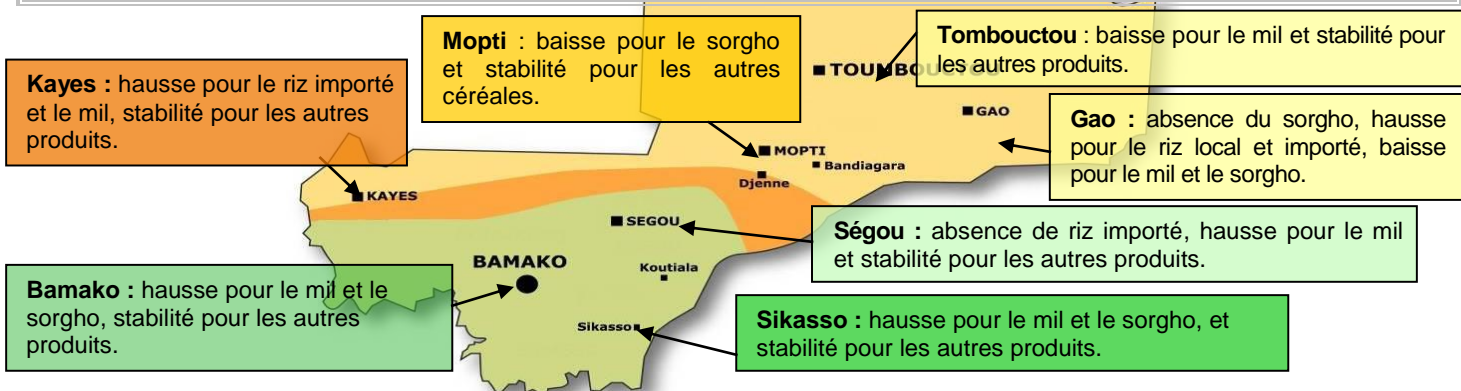 Mopti : baisse pour le sorgho
et stabilité pour les autres
céréales.
Tombouctou : baisse pour le mil et stabilité pour
les autres produits.
Kayes : hausse pour le riz importé
et le mil, stabilité pour les autres
produits.
TOUMBOUCTOU
GAO
Gao : absence du sorgho, hausse
pour le riz local et importé, baisse
pour le mil et le sorgho.
MOPTI
Bandiagara
Djenne
KAYES
SEGOU
Ségou : absence de riz importé, hausse pour le mil
et stabilité pour les autres produits.
BAMAKO
Koutiala
Bamako : hausse pour le mil et le
sorgho, stabilité pour les autres
produits.
Sikasso
Sikasso : hausse pour le mil et le sorgho, et
stabilité pour les autres produits.